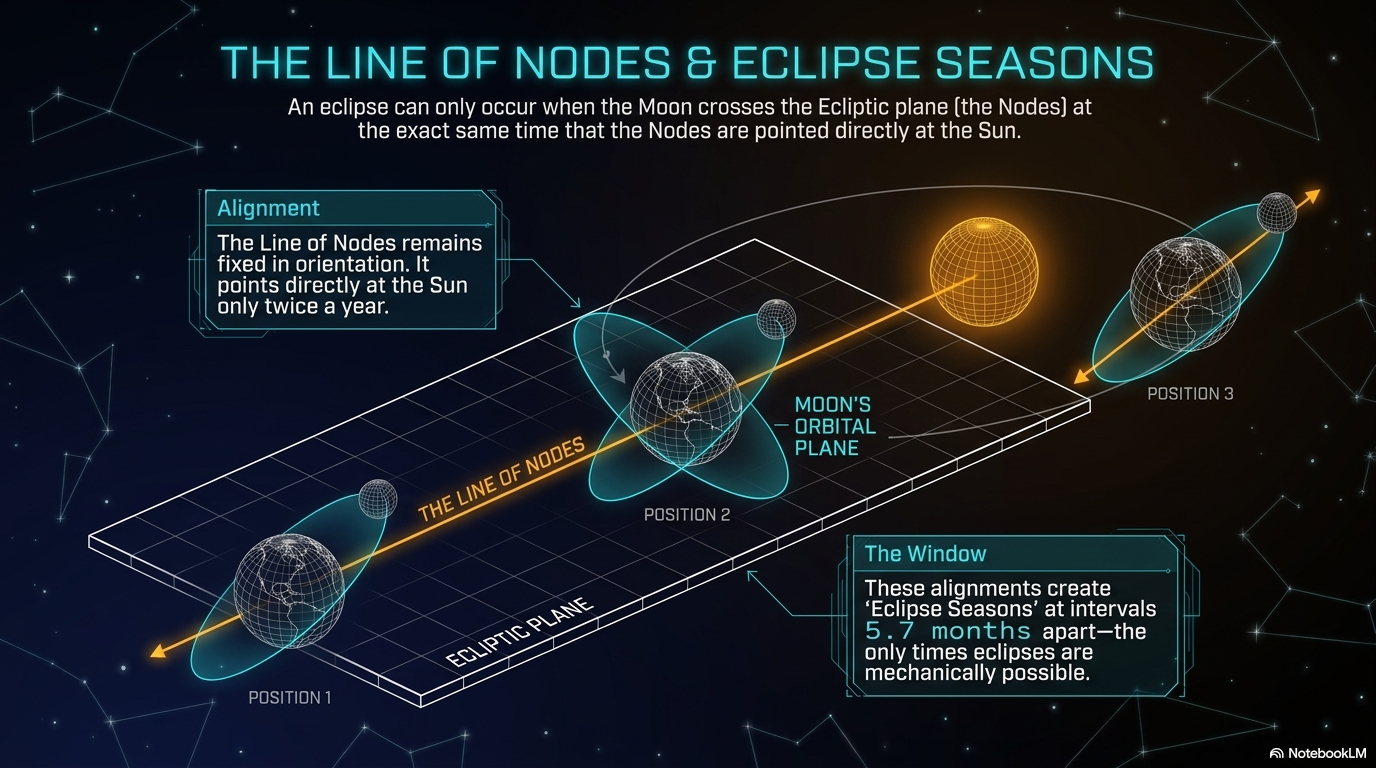 THE LINE OF NODES & ECLIPSE SEASONS
An eclipse can only occur when the Moon crosses the Ecliptic plane (the Nodes) at
the exact same time that the Nodes are pointed directly at the Sun.
Alignment
The Line of Nodes remains
fixed in orientation. It
points directly at the Sun
only twice a year.
POSITION 3
MOON'S
ORBITAL
PLANE
THE LINE OF NODES
POSITION 2
The Window
These alignments create
‘Eclipse Seasons’ at intervals
5.7 months apart—the
only times eclipses are
mechanically possible.
ECLIPTIC PLANE
POSITION 1
NotebookLM